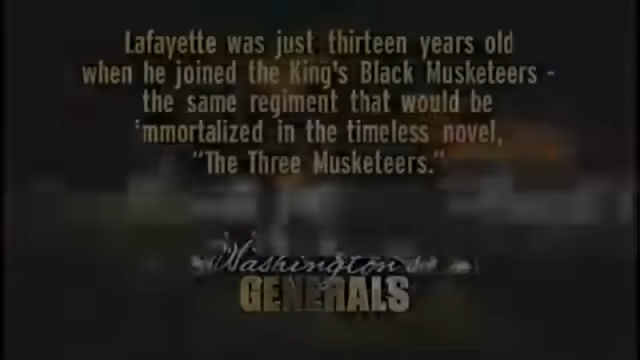 Lafayette was just thirteen years old
when he joined the King's Black Musketeers -
the same regiment that would be
'mmortalized in the timeless novel,
"The Three Musketeers."
Washington's
GENERALS